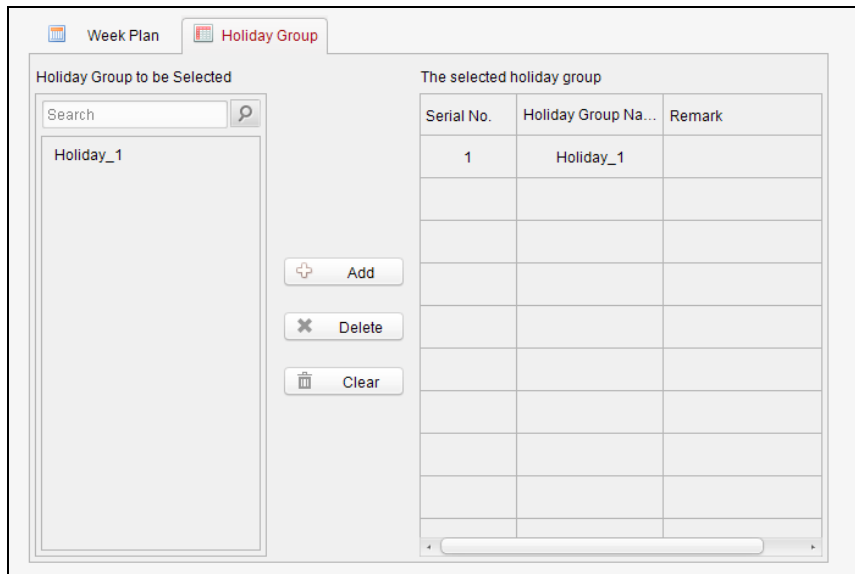 Week Plan
Holiday Group
Holiday Group to be Selected
Search
Holiday_1
Add
Delete
Clear
The selected holiday group
Serial No. Holiday Group Na... Remark
1 Holiday_1